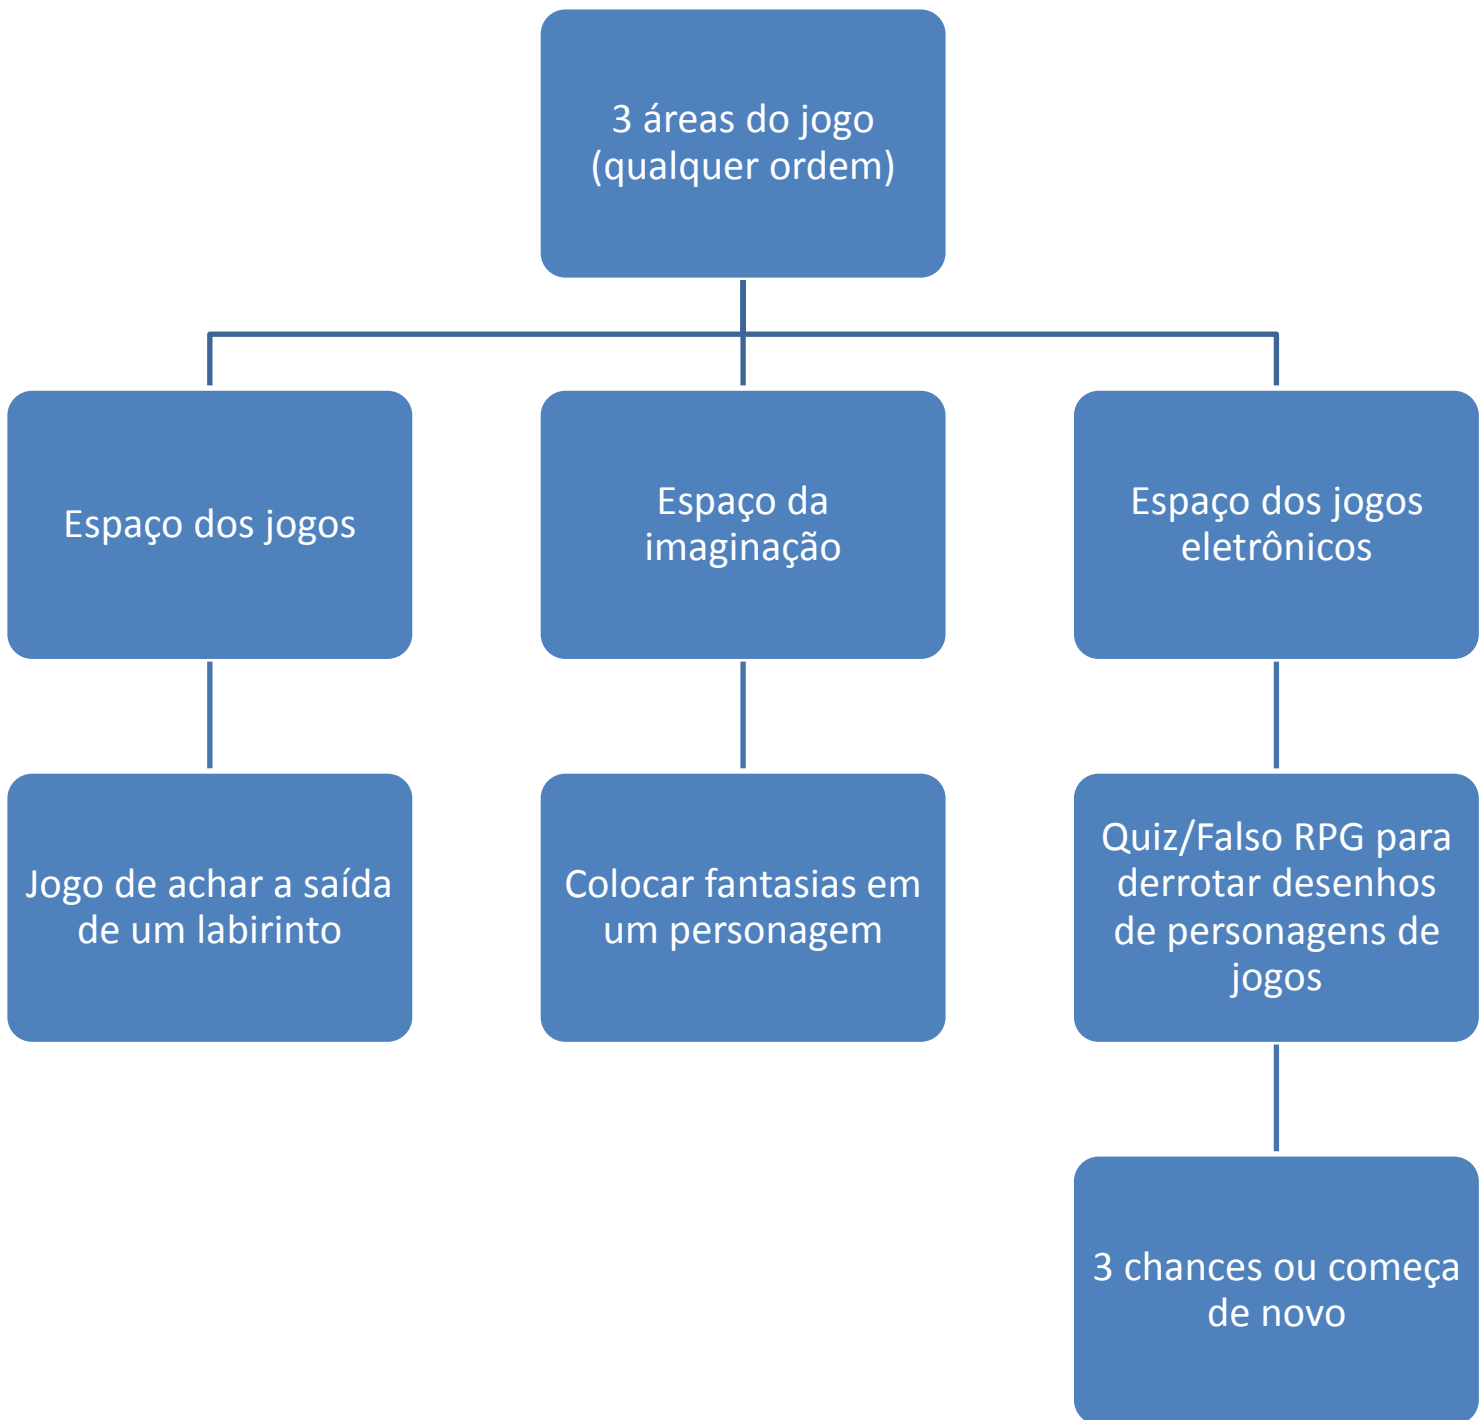 3 áreas do jogo
(qualquer ordem)
Espaço dos jogos
Espaço da
imaginação
Espaço dos jogos
eletrônicos
Jogo de achar a saída
de um labirinto
Colocar fantasias em
um personagem
Quiz/Falso RPG para
derrotar desenhos
de personagens de
jogos
3 chances ou começa
de novo